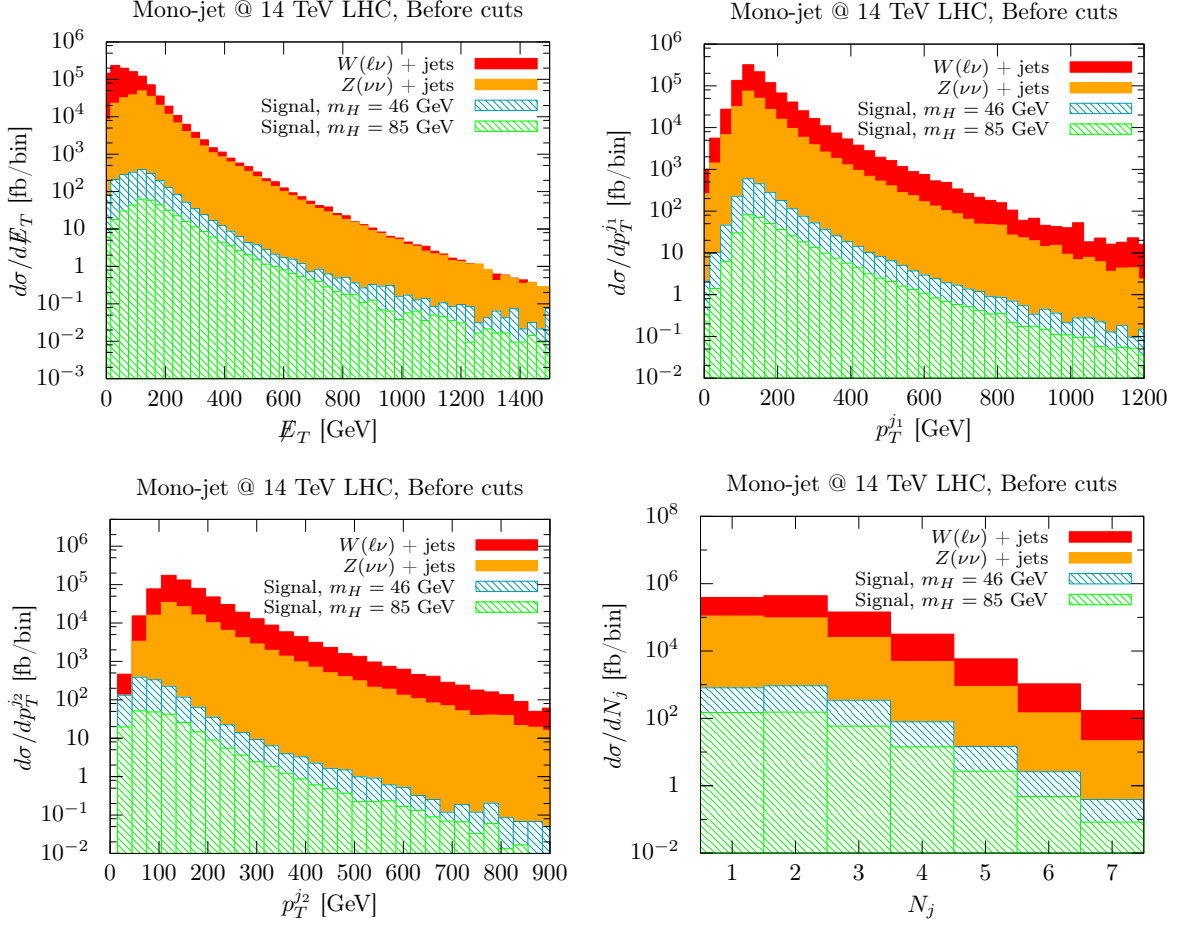 Mono-jet @ 14 TeV LHC, Before cuts
W(ℓν) + jets
Z(νν) + jets
Signal, m_H = 46 GeV
Signal, m_H = 85 GeV
dσ/dE̸_T [fb/bin]
10^6
10^5
10^4
10^3
10^2
10
1
10^−1
10^−2
10^−3
0 200 400 600 800 1000 1200 1400
E̸_T [GeV]
Mono-jet @ 14 TeV LHC, Before cuts
W(ℓν) + jets
Z(νν) + jets
Signal, m_H = 46 GeV
Signal, m_H = 85 GeV
dσ/dp_T^{j_1} [fb/bin]
10^6
10^5
10^4
10^3
10^2
10
1
10^−1
10^−2
0 200 400 600 800 1000 1200
p_T^{j_1} [GeV]
Mono-jet @ 14 TeV LHC, Before cuts
W(ℓν) + jets
Z(νν) + jets
Signal, m_H = 46 GeV
Signal, m_H = 85 GeV
dσ/dp_T^{j_2} [fb/bin]
10^6
10^5
10^4
10^3
10^2
10
1
10^−1
10^−2
0 100 200 300 400 500 600 700 800 900
p_T^{j_2} [GeV]
Mono-jet @ 14 TeV LHC, Before cuts
W(ℓν) + jets
Z(νν) + jets
Signal, m_H = 46 GeV
Signal, m_H = 85 GeV
dσ/dN_j [fb/bin]
10^8
10^6
10^4
10^2
1
10^−2
1 2 3 4 5 6 7
N_j